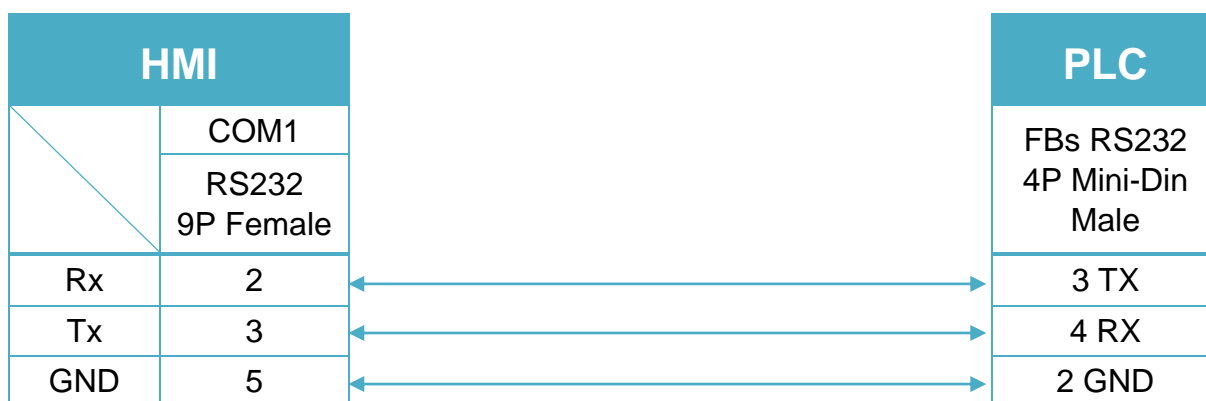 HMI
PLC
COM1
RS232
9P Female
FBs RS232
4P Mini-Din
Male
Rx 2 3 TX
Tx 3 4 RX
GND 5 2 GND